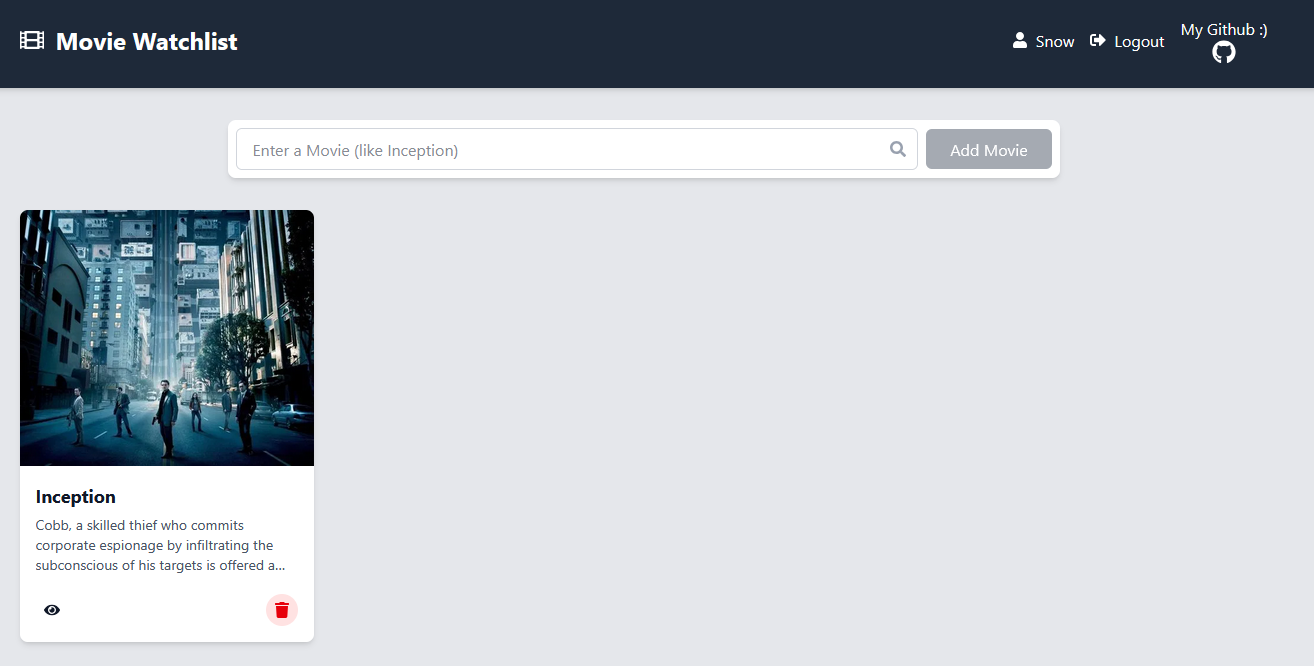 Movie Watchlist
Snow
Logout
My Github :)
Enter a Movie (like Inception)
Add Movie
Inception
Cobb, a skilled thief who commits
corporate espionage by infiltrating the
subconscious of his targets is offered a...